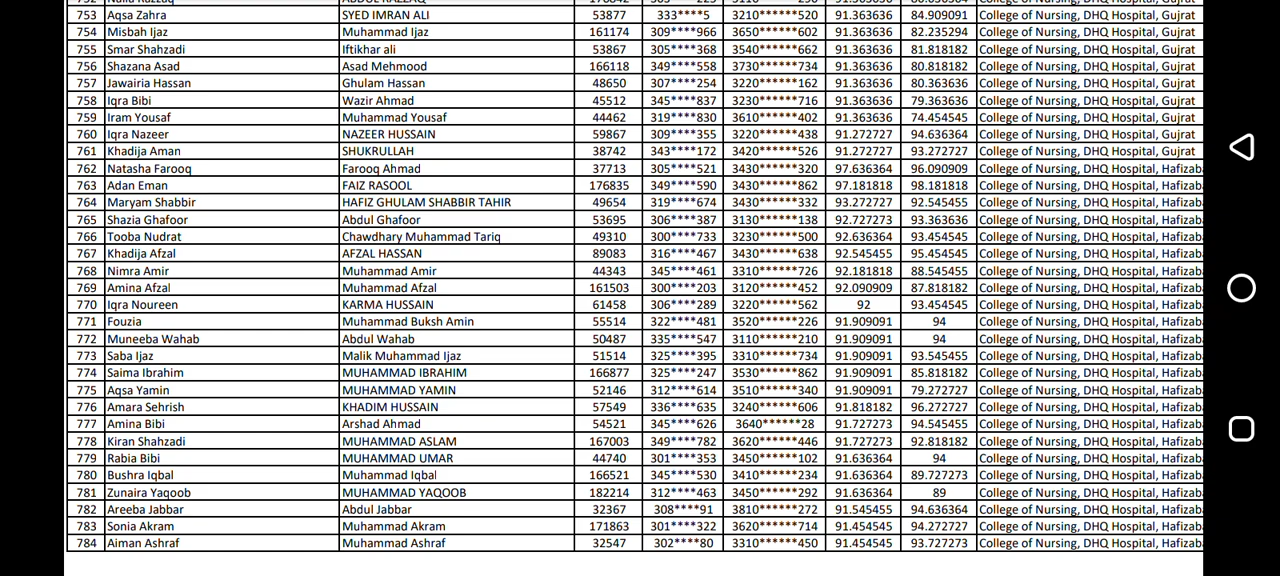 753 Aqsa Zahra SYED IMRAN ALI 53877 333****5 3210******520 91.363636 84.909091 College of Nursing, DHQ Hospital, Gujrat
754 Misbah Ijaz Muhammad Ijaz 161174 309****966 3650******602 91.363636 82.235294 College of Nursing, DHQ Hospital, Gujrat
755 Smar Shahzadi Iftikhar ali 53867 305****368 3540******662 91.363636 81.818182 College of Nursing, DHQ Hospital, Gujrat
756 Shazana Asad Asad Mehmood 166118 349****558 3730******734 91.363636 80.818182 College of Nursing, DHQ Hospital, Gujrat
757 Jawairia Hassan Ghulam Hassan 48650 307****254 3220******162 91.363636 80.363636 College of Nursing, DHQ Hospital, Gujrat
758 Iqra Bibi Wazir Ahmad 45512 345****837 3230******716 91.363636 79.363636 College of Nursing, DHQ Hospital, Gujrat
759 Iram Yousaf Muhammad Yousaf 44462 319****830 3610******402 91.363636 74.454545 College of Nursing, DHQ Hospital, Gujrat
760 Iqra Nazeer NAZEER HUSSAIN 59867 309****355 3220******438 91.272727 94.636364 College of Nursing, DHQ Hospital, Gujrat
761 Khadija Aman SHUKRULLAH 38742 343****172 3420******526 91.272727 93.272727 College of Nursing, DHQ Hospital, Gujrat
762 Natasha Farooq Farooq Ahmad 37713 305****521 3430******320 97.636364 96.090909 College of Nursing, DHQ Hospital, Hafizab
763 Adan Eman FAIZ RASOOL 176835 349****590 3430******862 97.181818 98.181818 College of Nursing, DHQ Hospital, Hafizab
764 Maryam Shabbir HAFIZ GHULAM SHABBIR TAHIR 49654 319****674 3430******332 93.272727 92.545455 College of Nursing, DHQ Hospital, Hafizab
765 Shazia Ghafoor Abdul Ghafoor 53695 306****387 3130******138 92.727273 93.363636 College of Nursing, DHQ Hospital, Hafizab
766 Tooba Nudrat Chawdhary Muhammad Tariq 49310 300****733 3230******500 92.636364 93.454545 College of Nursing, DHQ Hospital, Hafizab
767 Khadija Afzal AFZAL HASSAN 89083 316****467 3430******638 92.545455 95.454545 College of Nursing, DHQ Hospital, Hafizab
768 Nimra Amir Muhammad Amir 44343 345****461 3310******726 92.181818 88.545455 College of Nursing, DHQ Hospital, Hafizab
769 Amina Afzal Muhammad Afzal 161503 300****203 3120******452 92.090909 87.818182 College of Nursing, DHQ Hospital, Hafizab
770 Iqra Noureen KARMA HUSSAIN 61458 306****289 3220******562 92 93.454545 College of Nursing, DHQ Hospital, Hafizab
771 Fouzia Muhammad Buksh Amin 55514 322****481 3520******226 91.909091 94 College of Nursing, DHQ Hospital, Hafizab
772 Muneeba Wahab Abdul Wahab 50487 335****547 3110******210 91.909091 94 College of Nursing, DHQ Hospital, Hafizab
773 Saba Ijaz Malik Muhammad Ijaz 51514 325****395 3310******734 91.909091 93.545455 College of Nursing, DHQ Hospital, Hafizab
774 Saima Ibrahim MUHAMMAD IBRAHIM 166877 325****247 3530******862 91.909091 85.818182 College of Nursing, DHQ Hospital, Hafizab
775 Aqsa Yamin MUHAMMAD YAMIN 52146 312****614 3510******340 91.909091 79.272727 College of Nursing, DHQ Hospital, Hafizab
776 Amara Sehrish KHADIM HUSSAIN 57549 336****635 3240******606 91.818182 96.272727 College of Nursing, DHQ Hospital, Hafizab
777 Amina Bibi Arshad Ahmad 54521 345****626 3640******28 91.727273 94.545455 College of Nursing, DHQ Hospital, Hafizab
778 Kiran Shahzadi MUHAMMAD ASLAM 167003 349****782 3620******446 91.727273 92.818182 College of Nursing, DHQ Hospital, Hafizab
779 Rabia Bibi MUHAMMAD UMAR 44740 301****353 3450******102 91.636364 94 College of Nursing, DHQ Hospital, Hafizab
780 Bushra Iqbal Muhammad Iqbal 166521 345****530 3410******234 91.636364 89.727273 College of Nursing, DHQ Hospital, Hafizab
781 Zunaira Yaqoob MUHAMMAD YAQOOB 182214 312****463 3450******292 91.636364 89 College of Nursing, DHQ Hospital, Hafizab
782 Areeba Jabbar Abdul Jabbar 32367 308****91 3810******272 91.545455 94.636364 College of Nursing, DHQ Hospital, Hafizab
783 Sonia Akram Muhammad Akram 171863 301****322 3620******714 91.454545 94.272727 College of Nursing, DHQ Hospital, Hafizab
784 Aiman Ashraf Muhammad Ashraf 32547 302****80 3310******450 91.454545 93.727273 College of Nursing, DHQ Hospital, Hafizab